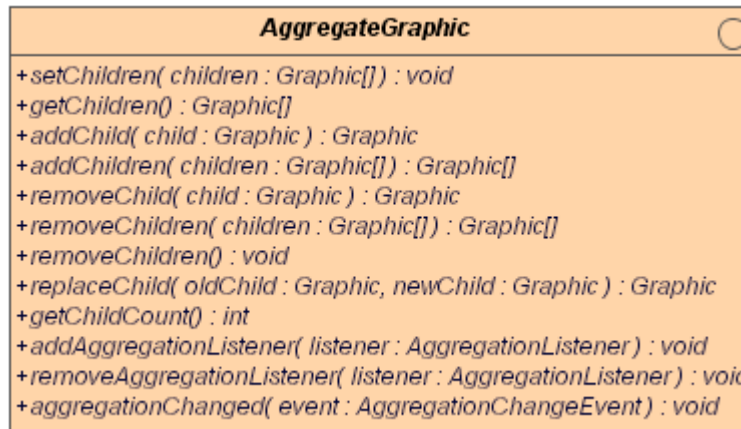 AggregateGraphic
+setChildren( children : Graphic[] ) : void
+getChildren() : Graphic[]
+addChild( child : Graphic ) : Graphic
+addChildren( children : Graphic[] ) : Graphic[]
+removeChild( child : Graphic ) : Graphic
+removeChildren( children : Graphic[] ) : Graphic[]
+removeChildren() : void
+replaceChild( oldChild : Graphic, newChild : Graphic ) : Graphic
+getChildCount() : int
+addAggregationListener( listener : AggregationListener ) : void
+removeAggregationListener( listener : AggregationListener ) : void
+aggregationChanged( event : AggregationChangeEvent ) : void